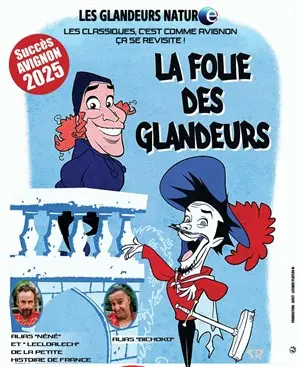 LES GLANDEURS NATURE
LES CLASSIQUES, C'EST COMME AVIGNON
ÇA SE REVISITE !
Succès
AVIGNON
2025
LA FOLIE
DES
GLANDEURS
ALIAS "NÉNÉ"
ET " LECLDALECH"
DE LA PETITE
HISTOIRE DE FRANCE
ALIAS "BICHOKO"